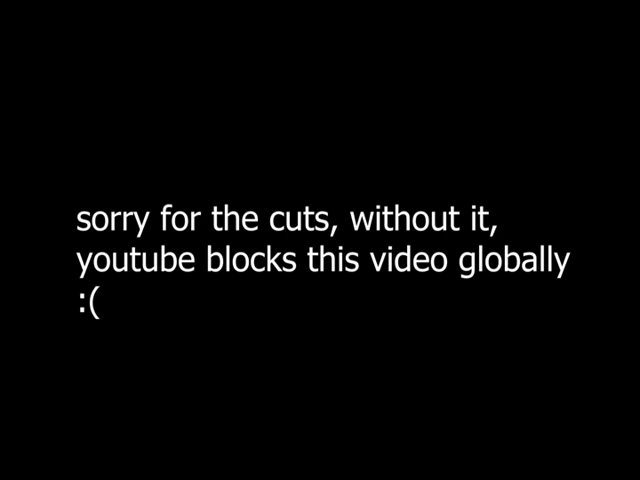 sorry for the cuts, without it,
youtube blocks this video globally
:(